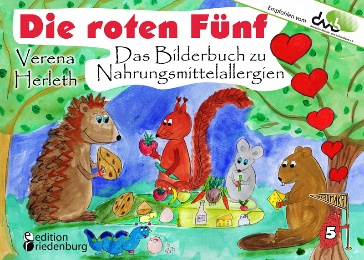 Die roten Fünf
Empfohlen vom
Verena
Herleth
Das Bilderbuch zu
Nahrungsmittelallergien
5
edition
riedenburg